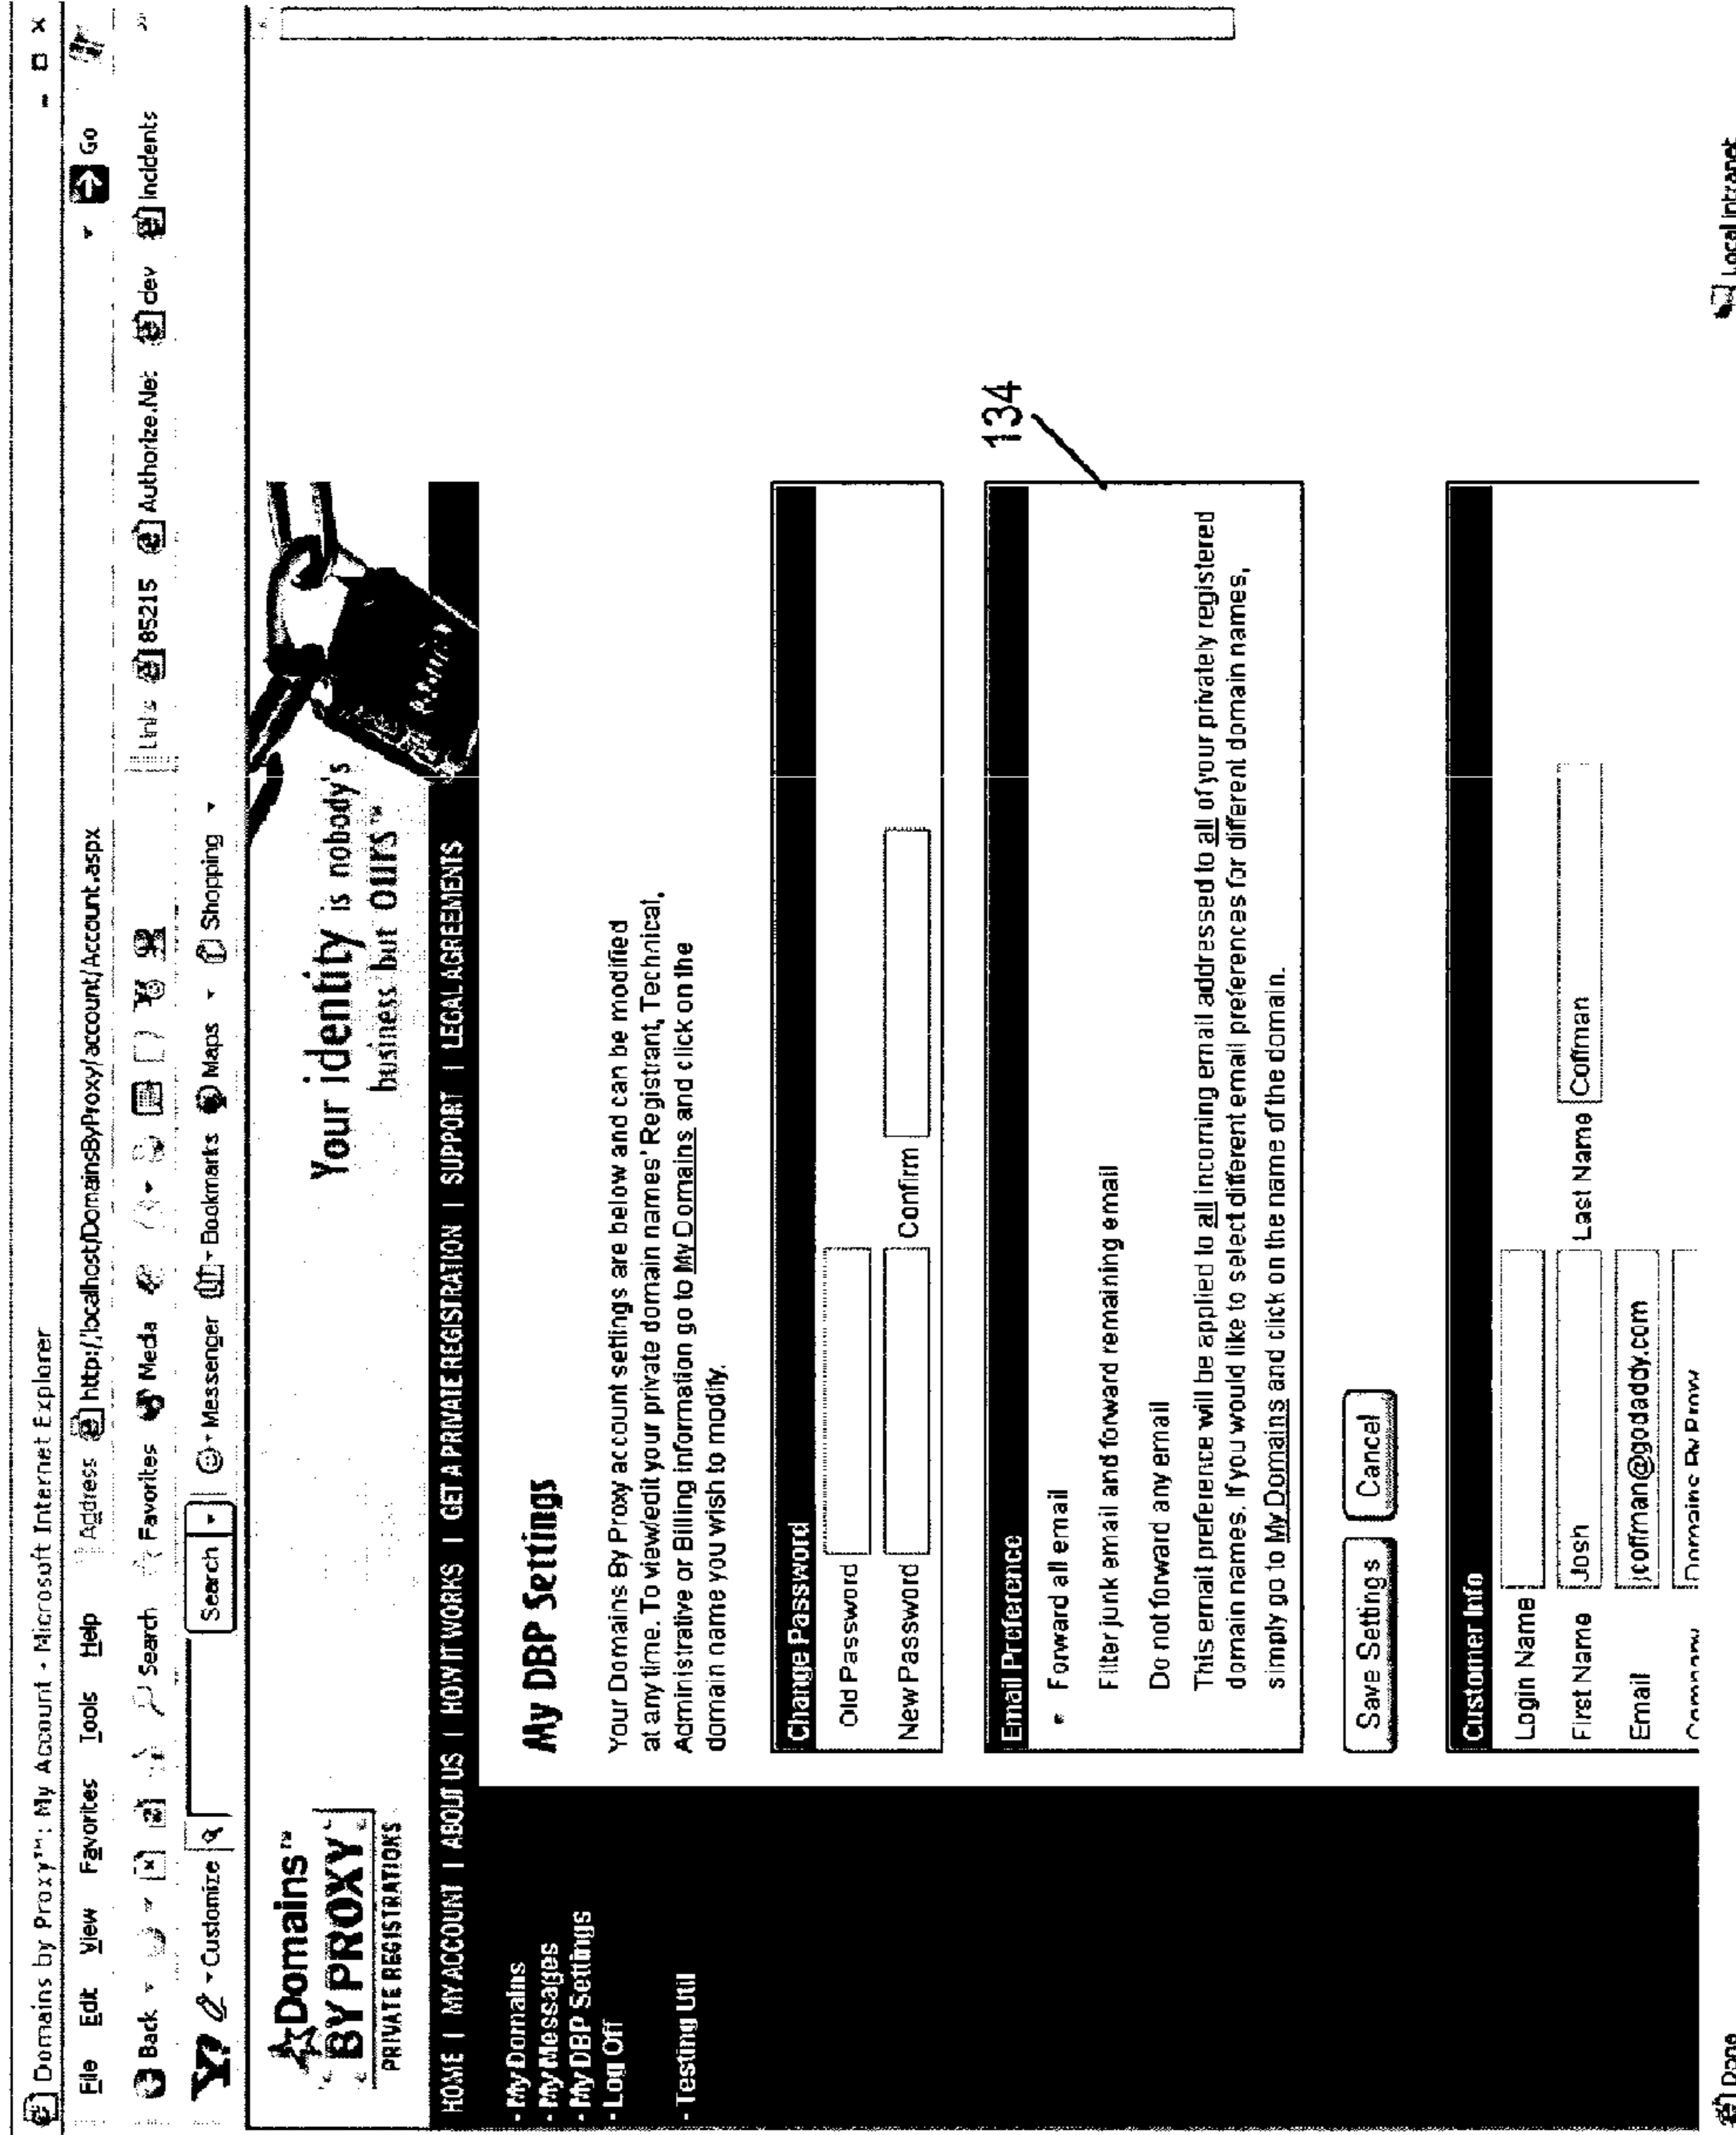 Domains by Proxy™: My Account - Microsoft Internet Explorer
File Edit View Favorites Tools Help Address http://localhost/DomainsByProxy/account/Account.aspx Go
Back Search Favorites Media Links 85215 Authorize.Net dev Incidents
Y! Customize Search Messenger Bookmarks Maps Shopping
Domains™
BY PROXY
PRIVATE REGISTRATIONS
Your identity is nobody's
business but OURS™
HOME | MY ACCOUNT | ABOUT US | HOW IT WORKS | GET A PRIVATE REGISTRATION | SUPPORT | LEGAL AGREEMENTS
- My Domains
- My Messages
- My DBP Settings
- Log Off
- Testing Util
My DBP Settings
Your Domains By Proxy account settings are below and can be modified
at any time. To view/edit your private domain names' Registrant, Technical,
Administrative or Billing information go to My Domains and click on the
domain name you wish to modify.
Change Password
Old Password
New Password Confirm
134
Email Preference
Forward all email
Filter junk email and forward remaining email
Do not forward any email
This email preference will be applied to all incoming email addressed to all of your privately registered
domain names. If you would like to select different email preferences for different domain names,
simply go to My Domains and click on the name of the domain.
Save Settings Cancel
Customer Info
Login Name
First Name Josh Last Name Coffman
Email jcoffman@godaddy.com
Company Domains By Proxy
Done Local intranet